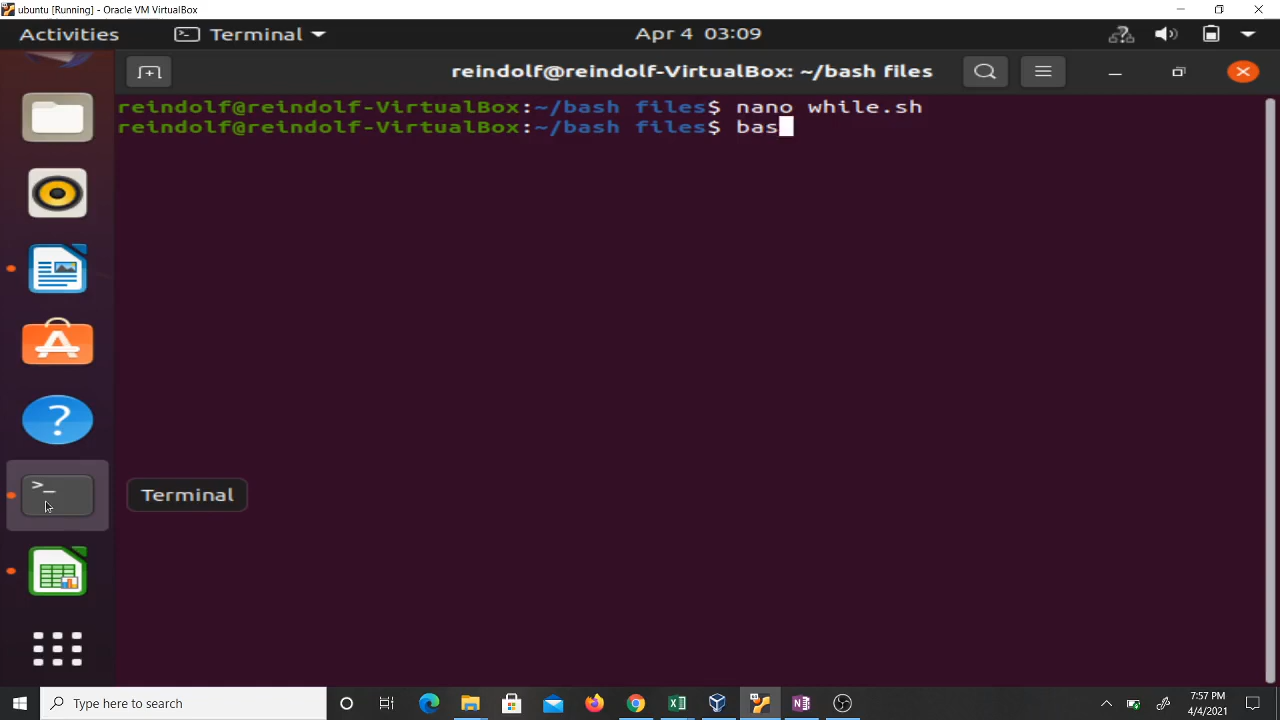 ubuntu [Running] - Oracle VM VirtualBox
Activities
Terminal
Apr 4 03:09
reindolf@reindolf-VirtualBox: ~/bash files
reindolf@reindolf-VirtualBox:~/bash files$ nano while.sh
reindolf@reindolf-VirtualBox:~/bash files$ bas
Terminal
Type here to search
7:57 PM
4/4/2021